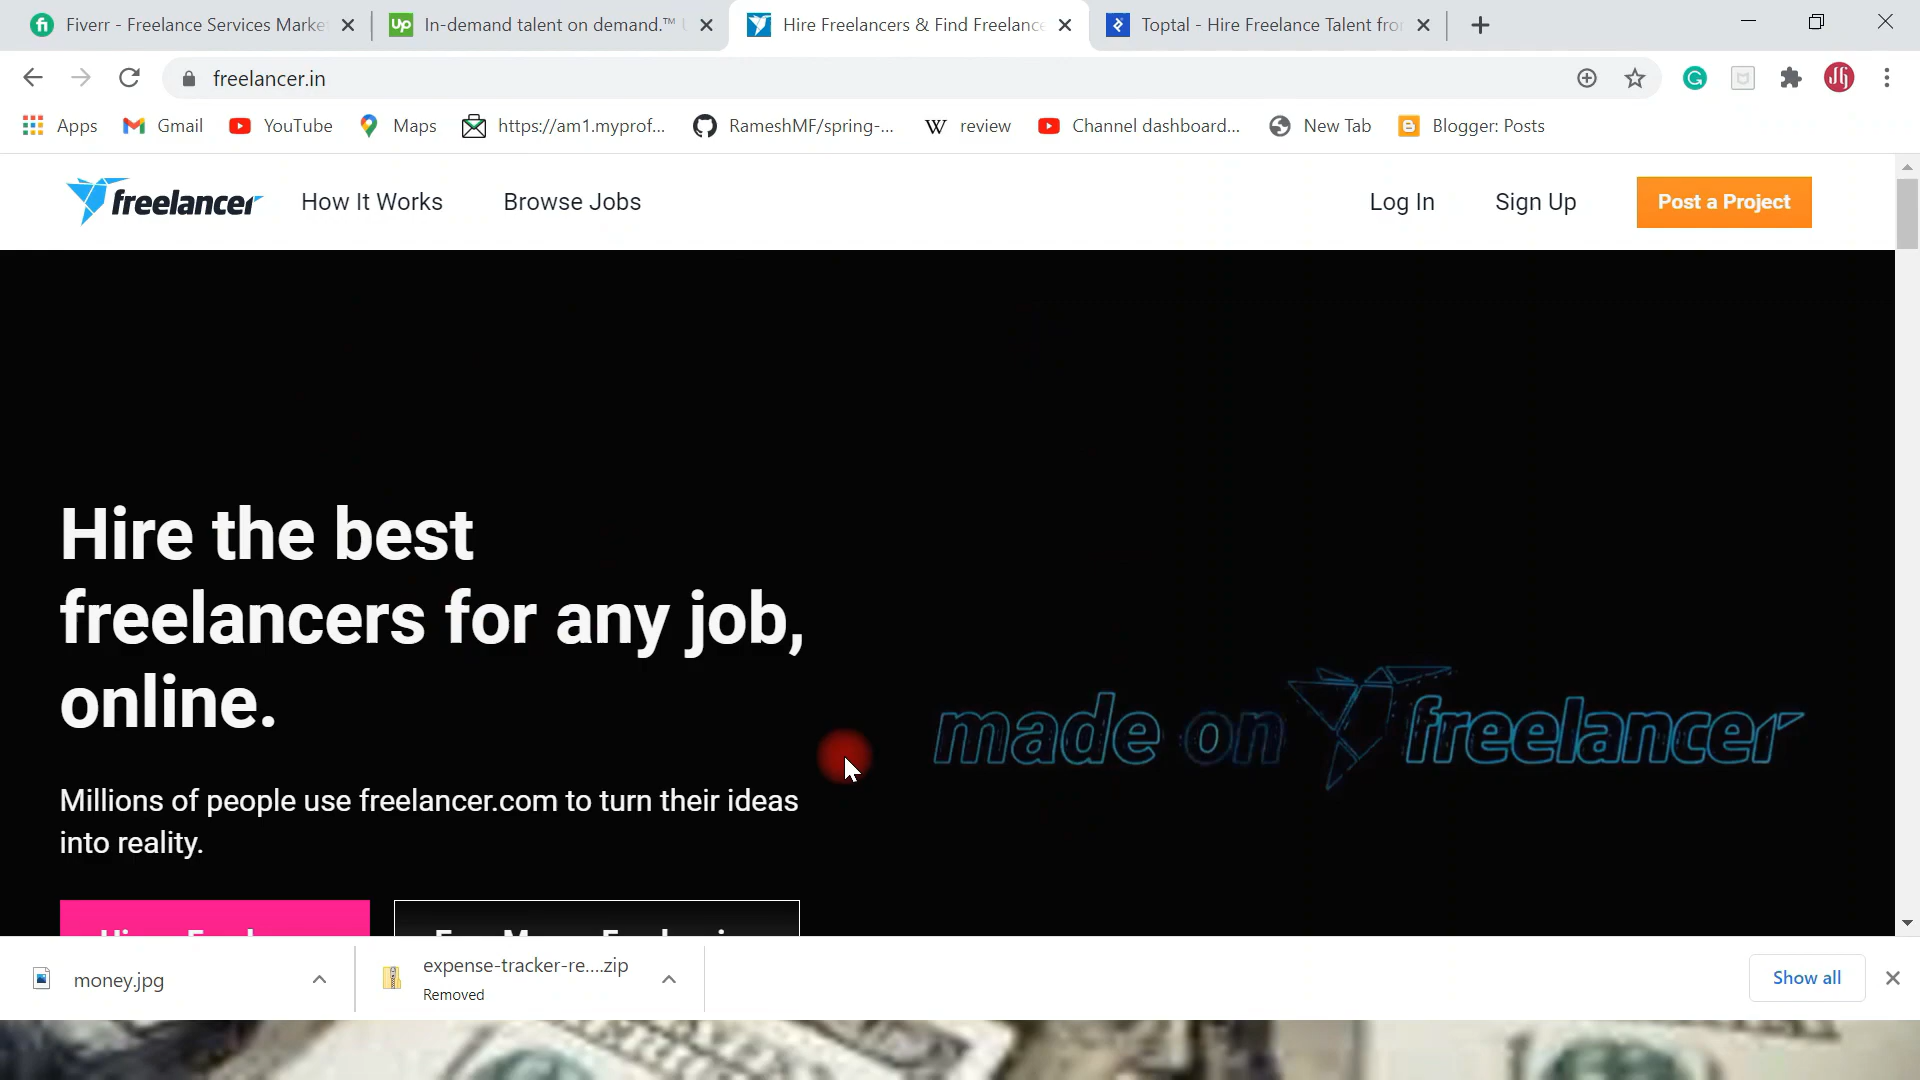 Fiverr - Freelance Services Marke
In-demand talent on demand.™
Hire Freelancers & Find Freelance
Toptal - Hire Freelance Talent fro
freelancer.in
Apps
Gmail
YouTube
Maps
https://am1.myprof...
RameshMF/spring-...
review
Channel dashboard...
New Tab
Blogger: Posts
freelancer
How It Works
Browse Jobs
Log In
Sign Up
Post a Project
Hire the best
freelancers for any job,
online.
made on freelancer
Millions of people use freelancer.com to turn their ideas
into reality.
money.jpg
expense-tracker-re....zip
Removed
Show all